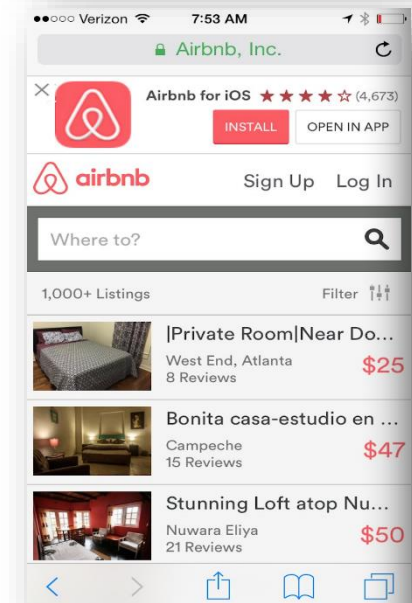 Verizon 7:53 AM
Airbnb, Inc.
Airbnb for iOS ★★★★☆ (4,673)
INSTALL OPEN IN APP
airbnb Sign Up Log In
Where to?
1,000+ Listings Filter
|Private Room|Near Do...
West End, Atlanta $25
8 Reviews
Bonita casa-estudio en ...
Campeche $47
15 Reviews
Stunning Loft atop Nu...
Nuwara Eliya $50
21 Reviews